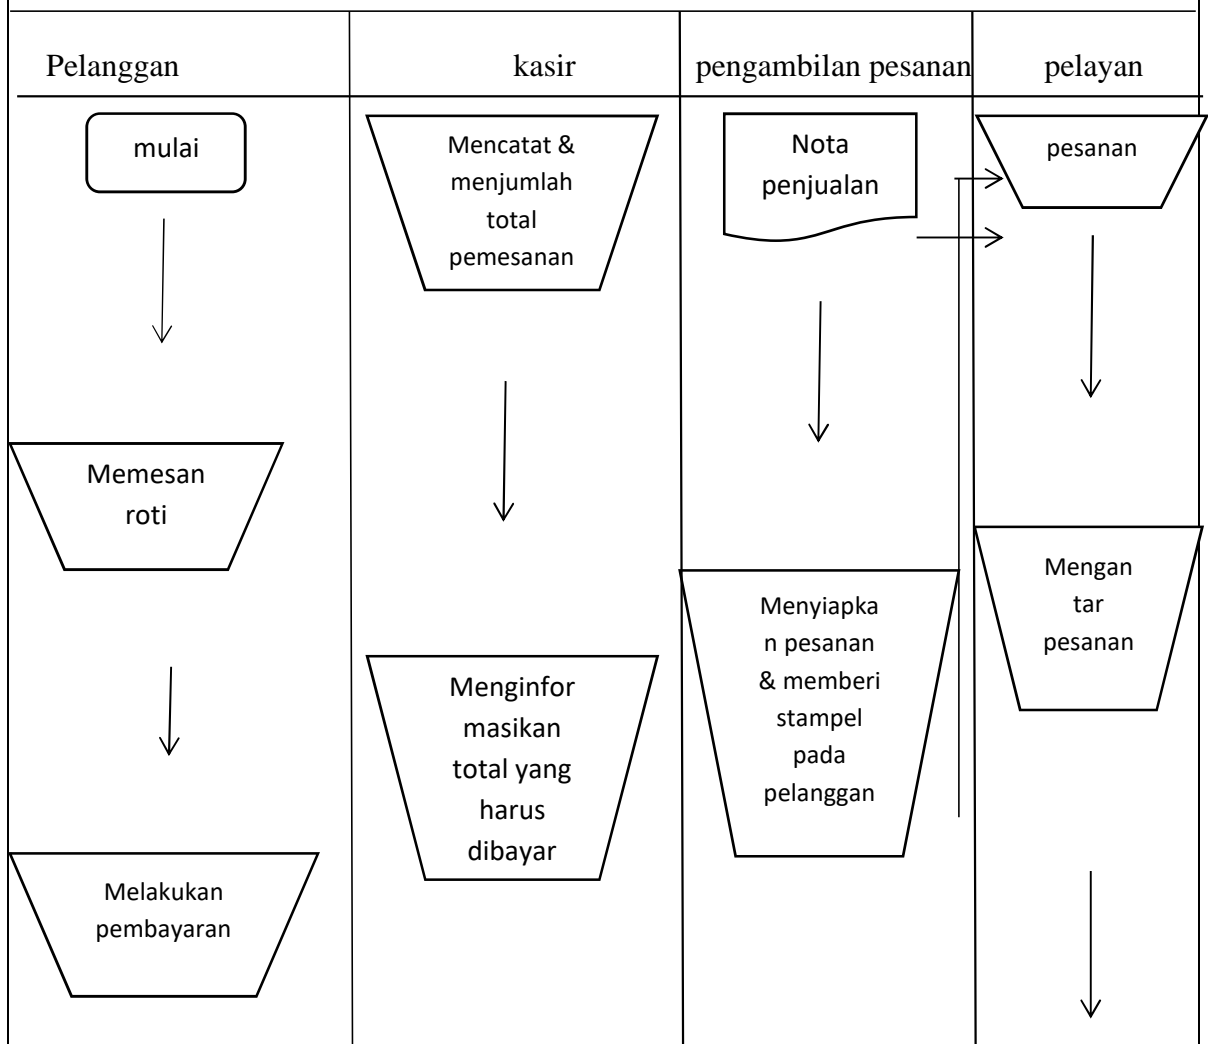 Pelanggan
kasir
pengambilan pesanan
pelayan
mulai
Memesan
roti
Melakukan
pembayaran
Mencatat &
menjumlah
total
pemesanan
Menginfor
masikan
total yang
harus
dibayar
Nota
penjualan
Menyiapka
n pesanan
& memberi
stampel
pada
pelanggan
pesanan
Mengan
tar
pesanan